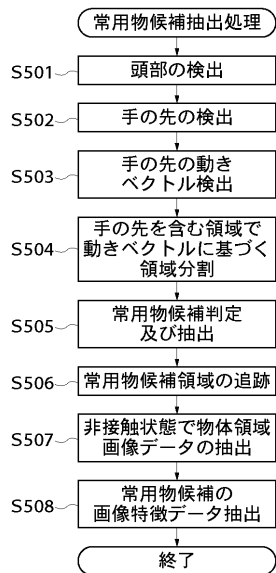 常用物候補抽出処理
S501
頭部の検出
S502
手の先の検出
S503
手の先の動き
ベクトル検出
S504
手の先を含む領域で
動きベクトルに基づく
領域分割
S505
常用物候補判定
及び抽出
S506
常用物候補領域の追跡
S507
非接触状態で物体領域
画像データの抽出
S508
常用物候補の
画像特徴データ抽出
終了